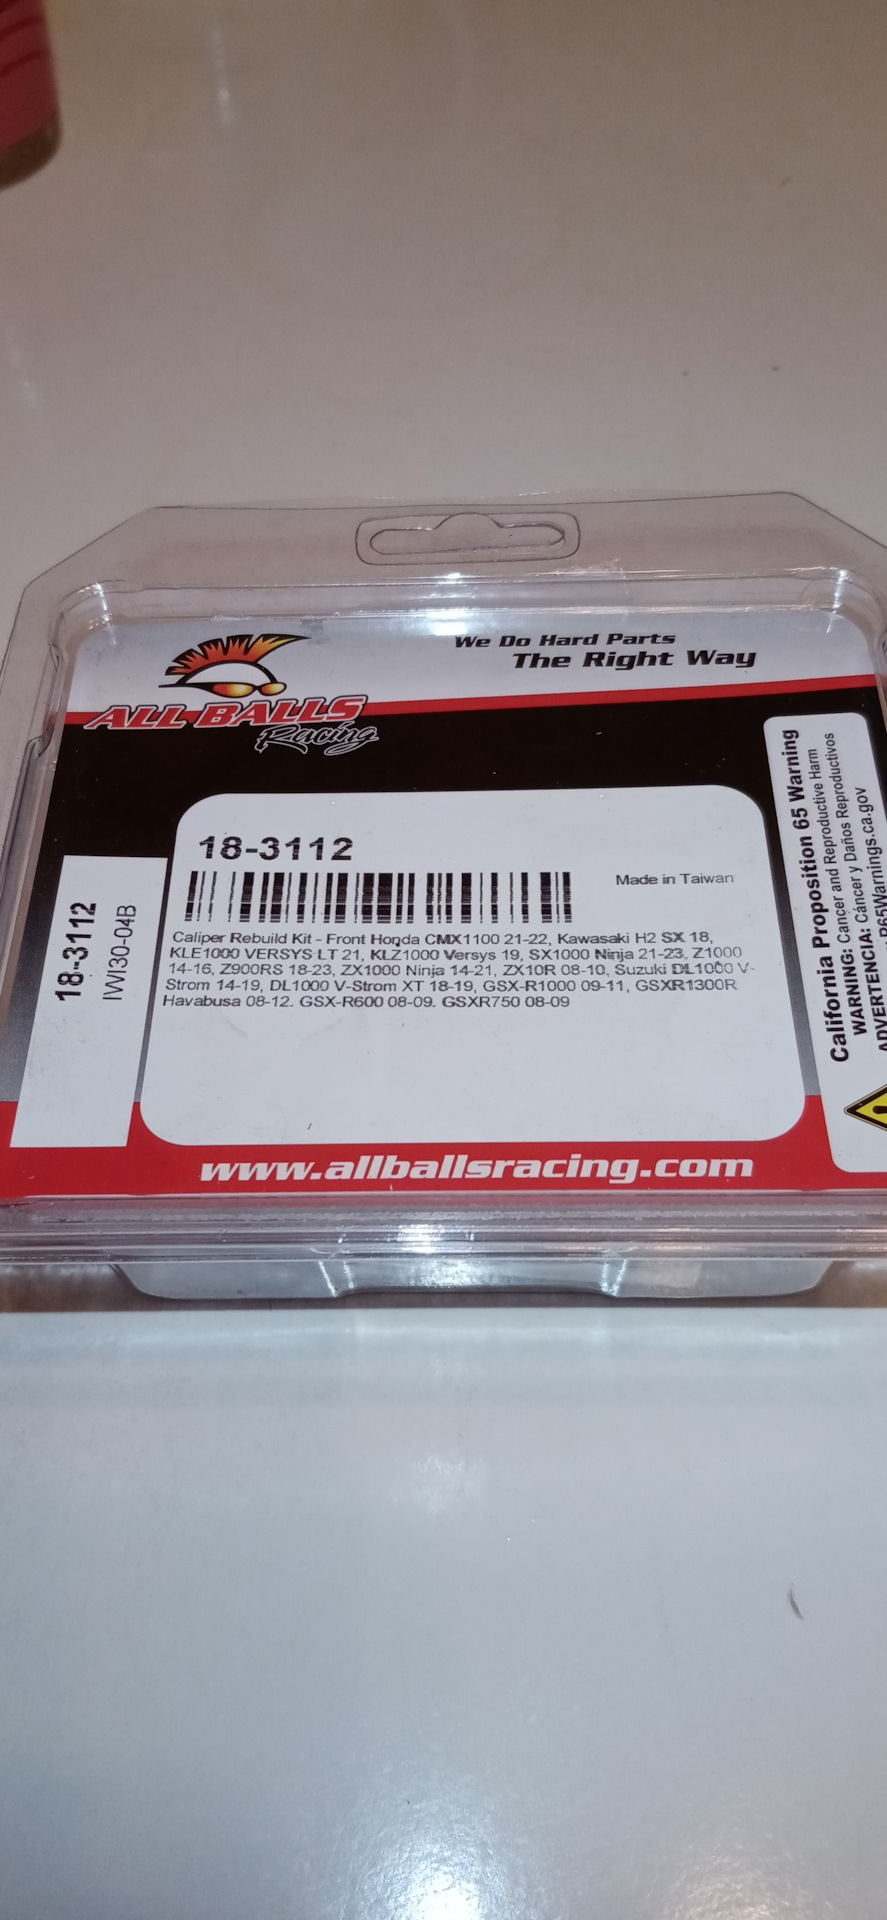 We Do Hard Parts
The Right Way
ALL BALLS
Racing
18-3112
Made in Taiwan
Caliper Rebuild Kit - Front Honda CMX1100 21-22, Kawasaki H2 SX 18,
KLE1000 VERSYS LT 21, KLZ1000 Versys 19, SX1000 Ninja 21-23, Z1000
14-16, Z900RS 18-23, ZX1000 Ninja 14-21, ZX10R 08-10, Suzuki DL1000 V-
Strom 14-19, DL1000 V-Strom XT 18-19, GSX-R1000 09-11, GSXR1300R
Hayabusa 08-12. GSX-R600 08-09. GSXR750 08-09
18-3112
IWI30-04B
California Proposition 65 Warning
WARNING: Cancer and Reproductive Harm
ADVERTENCIA: Cáncer y Daños Reproductivos
P65Warnings.ca.gov
www.allballsracing.com